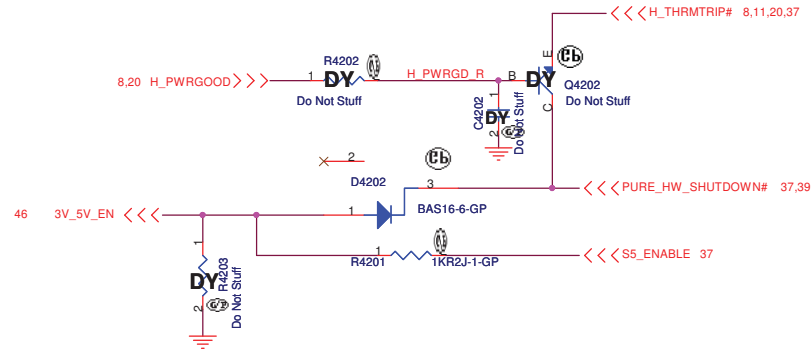 H_THRMTRIP# 8,11,20,37
E
R4202
8,20 H_PWRGOOD
1
DY
H_PWRGD_R
B
DY
Q4202
Do Not Stuff
Do Not Stuff
C
1
C4202
DY
2
Do Not Stuff
2
D4202
3
PURE_HW_SHUTDOWN# 37,39
46 3V_5V_EN
1
BAS16-6-GP
1
R4201
1KR2J-1-GP
S5_ENABLE 37
1
DY
R4203
2
Do Not Stuff